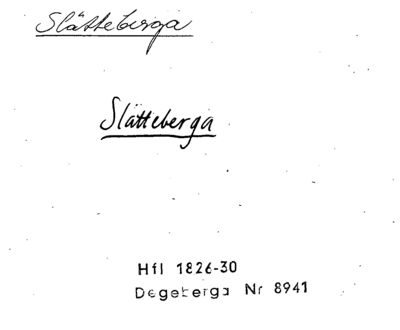 Slätteberga
Slätteberga
Hfl 1826-30
Degeberga Nr 8941